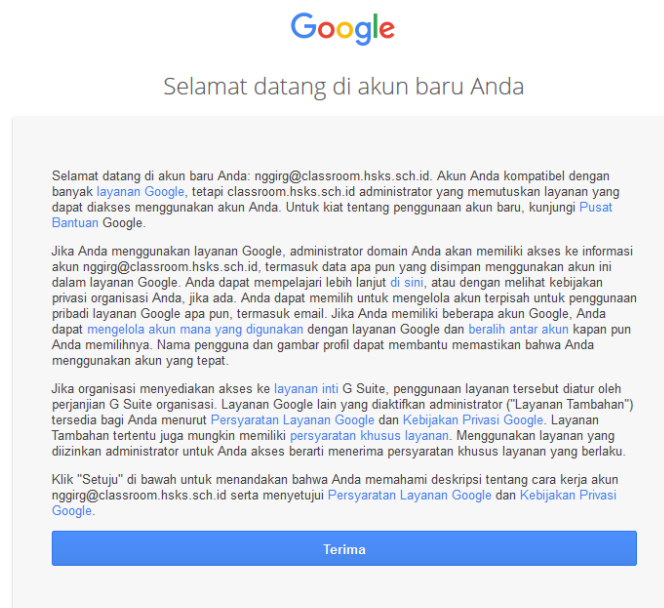 Google
Selamat datang di akun baru Anda
Selamat datang di akun baru Anda: nggirg@classroom.hsks.sch.id. Akun Anda kompatibel dengan
banyak layanan Google, tetapi classroom.hsks.sch.id administrator yang memutuskan layanan yang
dapat diakses menggunakan akun Anda. Untuk kiat tentang penggunaan akun baru, kunjungi Pusat
Bantuan Google.
Jika Anda menggunakan layanan Google, administrator domain Anda akan memiliki akses ke informasi
akun nggirg@classroom.hsks.sch.id, termasuk data apa pun yang disimpan menggunakan akun ini
dalam layanan Google. Anda dapat mempelajari lebih lanjut di sini, atau dengan melihat kebijakan
privasi organisasi Anda, jika ada. Anda dapat memilih untuk mengelola akun terpisah untuk penggunaan
pribadi layanan Google apa pun, termasuk email. Jika Anda memiliki beberapa akun Google, Anda
dapat mengelola akun mana yang digunakan dengan layanan Google dan beralih antar akun kapan pun
Anda memilihnya. Nama pengguna dan gambar profil dapat membantu memastikan bahwa Anda
menggunakan akun yang tepat.
Jika organisasi menyediakan akses ke layanan inti G Suite, penggunaan layanan tersebut diatur oleh
perjanjian G Suite organisasi. Layanan Google lain yang diaktifkan administrator ("Layanan Tambahan")
tersedia bagi Anda menurut Persyaratan Layanan Google dan Kebijakan Privasi Google. Layanan
Tambahan tertentu juga mungkin memiliki persyaratan khusus layanan. Menggunakan layanan yang
diizinkan administrator untuk Anda akses berarti menerima persyaratan khusus layanan yang berlaku.
Klik "Setuju" di bawah untuk menandakan bahwa Anda memahami deskripsi tentang cara kerja akun
nggirg@classroom.hsks.sch.id serta menyetujui Persyaratan Layanan Google dan Kebijakan Privasi
Google.
Terima